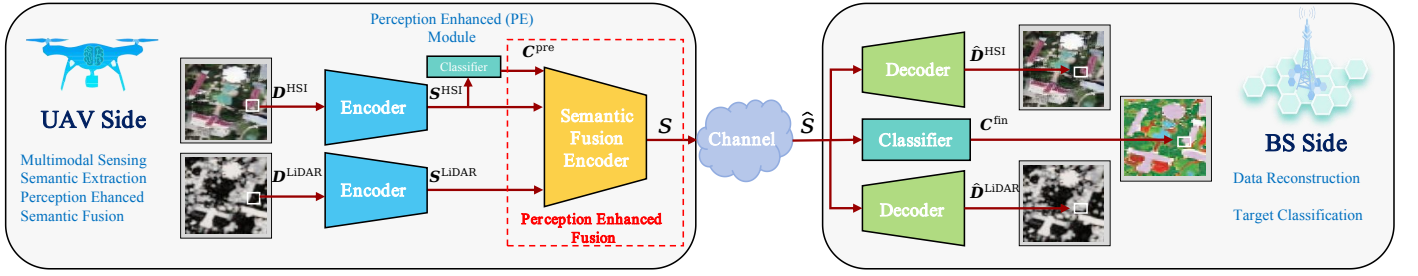 UAV Side
Multimodal Sensing
Semantic Extraction
Perception Ehanced
Semantic Fusion
D^HSI
D^LiDAR
Encoder
Encoder
Perception Enhanced (PE)
Module
Classifier
S^HSI
S^LiDAR
C^pre
Semantic
Fusion
Encoder
Perception Enhanced
Fusion
S
Channel
Ŝ
Decoder
Classifier
Decoder
D̂^HSI
C^fin
D̂^LiDAR
BS Side
Data Reconstruction
Target Classification